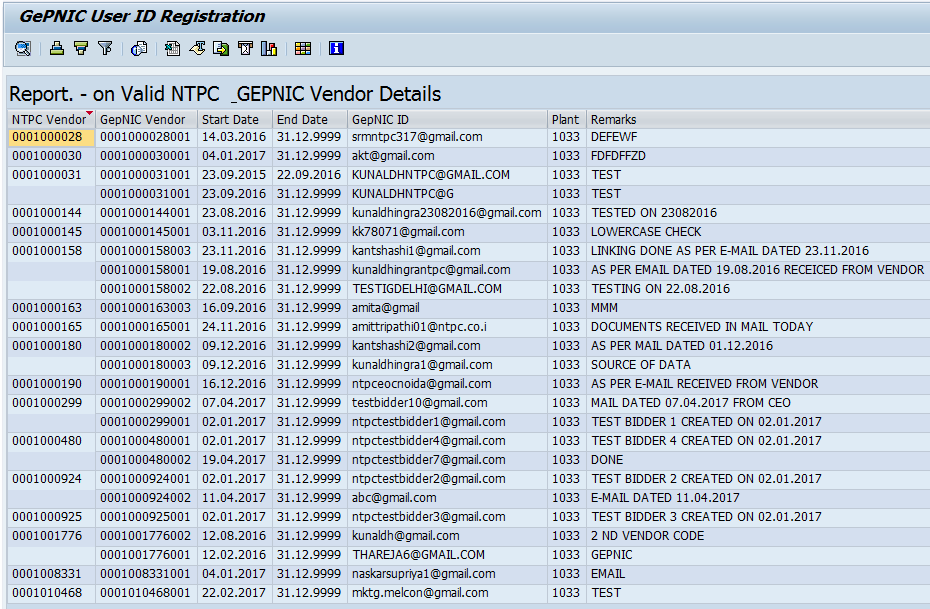 GePNIC User ID Registration
Report. - on Valid NTPC _GEPNIC Vendor Details
NTPC Vendor GepNIC Vendor Start Date End Date GepNIC ID Plant Remarks
0001000028 0001000028001 14.03.2016 31.12.9999 srmntpc317@gmail.com 1033 DEFEWF
0001000030 0001000030001 04.01.2017 31.12.9999 akt@gmail.com 1033 FDFDFFZD
0001000031 0001000031001 23.09.2015 22.09.2016 KUNALDHNTPC@GMAIL.COM 1033 TEST
0001000031001 23.09.2016 31.12.9999 KUNALDHNTPC@G 1033 TEST
0001000144 0001000144001 23.08.2016 31.12.9999 kunaldhingra23082016@gmail.com 1033 TESTED ON 23082016
0001000145 0001000145001 03.11.2016 31.12.9999 kk78071@gmail.com 1033 LOWERCASE CHECK
0001000158 0001000158003 23.11.2016 31.12.9999 kantshashi1@gmail.com 1033 LINKING DONE AS PER E-MAIL DATED 23.11.2016
0001000158001 19.08.2016 31.12.9999 kunaldhingrantpc@gmail.com 1033 AS PER EMAIL DATED 19.08.2016 RECEICED FROM VENDOR
0001000158002 22.08.2016 31.12.9999 TESTIGDELHI@GMAIL.COM 1033 TESTING ON 22.08.2016
0001000163 0001000163003 16.09.2016 31.12.9999 amita@gmail 1033 MMM
0001000165 0001000165001 24.11.2016 31.12.9999 amittripathi01@ntpc.co.i 1033 DOCUMENTS RECEIVED IN MAIL TODAY
0001000180 0001000180002 09.12.2016 31.12.9999 kantshashi2@gmail.com 1033 AS PER MAIL DATED 01.12.2016
0001000180003 09.12.2016 31.12.9999 kunaldhingra1@gmail.com 1033 SOURCE OF DATA
0001000190 0001000190001 16.12.2016 31.12.9999 ntpceocnoida@gmail.com 1033 AS PER E-MAIL RECEIVED FROM VENDOR
0001000299 0001000299002 07.04.2017 31.12.9999 testbidder10@gmail.com 1033 MAIL DATED 07.04.2017 FROM CEO
0001000299001 02.01.2017 31.12.9999 ntpctestbidder1@gmail.com 1033 TEST BIDDER 1 CREATED ON 02.01.2017
0001000480 0001000480001 02.01.2017 31.12.9999 ntpctestbidder4@gmail.com 1033 TEST BIDDER 4 CREATED ON 02.01.2017
0001000480002 19.04.2017 31.12.9999 ntpctestbidder7@gmail.com 1033 DONE
0001000924 0001000924001 02.01.2017 31.12.9999 ntpctestbidder2@gmail.com 1033 TEST BIDDER 2 CREATED ON 02.01.2017
0001000924002 11.04.2017 31.12.9999 abc@gmail.com 1033 E-MAIL DATED 11.04.2017
0001000925 0001000925001 02.01.2017 31.12.9999 ntpctestbidder3@gmail.com 1033 TEST BIDDER 3 CREATED ON 02.01.2017
0001001776 0001001776002 12.08.2016 31.12.9999 kunaldh@gmail.com 1033 2 ND VENDOR CODE
0001001776001 12.02.2016 31.12.9999 THAREJA6@GMAIL.COM 1033 GEPNIC
0001008331 0001008331001 04.01.2017 31.12.9999 naskarsupriya1@gmail.com 1033 EMAIL
0001010468 0001010468001 22.02.2017 31.12.9999 mktg.melcon@gmail.com 1033 TEST